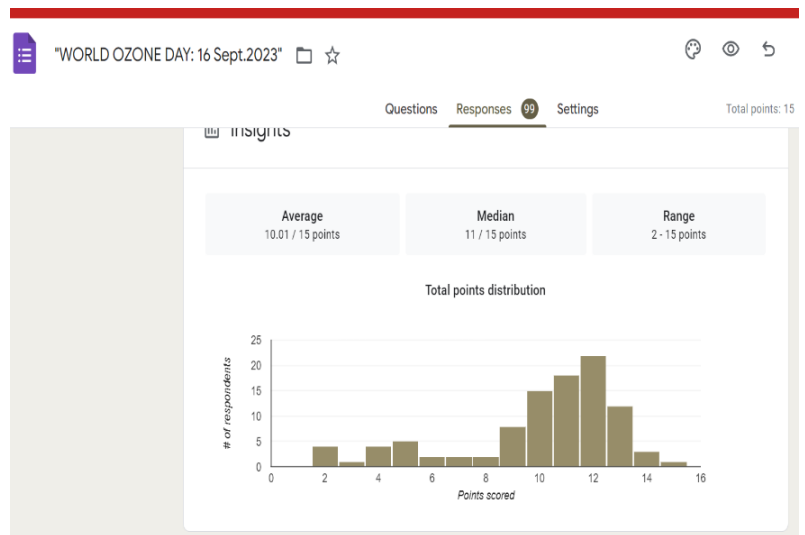 "WORLD OZONE DAY: 16 Sept.2023"
Questions Responses 99 Settings Total points: 15
Insights
Average Median Range
10.01 / 15 points 11 / 15 points 2 - 15 points
Total points distribution
25
20
15
10
5
0
# of respondents
0 2 4 6 8 10 12 14 16
Points scored